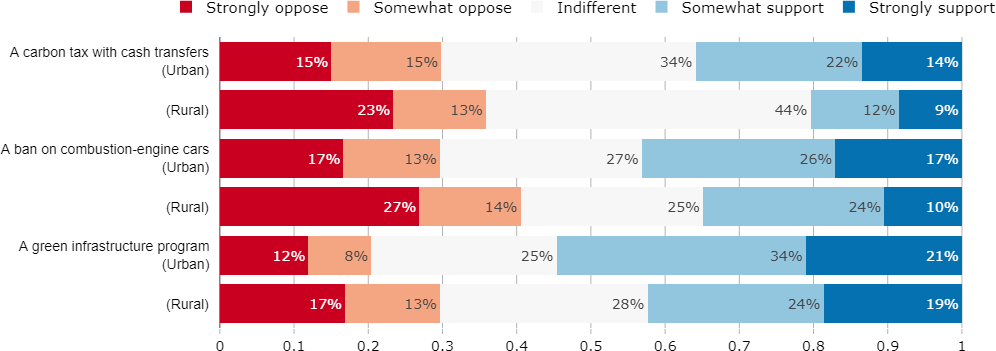 Strongly oppose Somewhat oppose Indifferent Somewhat support Strongly support
A carbon tax with cash transfers
(Urban)
15% 15% 34% 22% 14%
(Rural)
23% 13% 44% 12% 9%
A ban on combustion-engine cars
(Urban)
17% 13% 27% 26% 17%
(Rural)
27% 14% 25% 24% 10%
A green infrastructure program
(Urban)
12% 8% 25% 34% 21%
(Rural)
17% 13% 28% 24% 19%
0 0.1 0.2 0.3 0.4 0.5 0.6 0.7 0.8 0.9 1